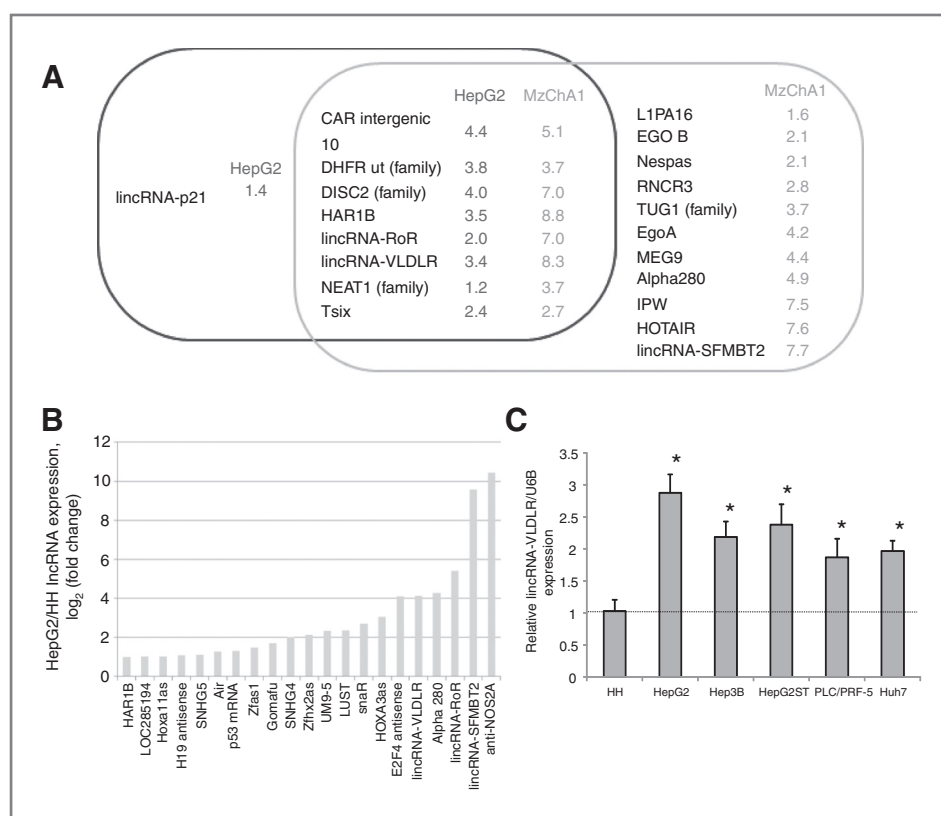 A
HepG2 MzChA1
CAR intergenic
10 4.4 5.1
DHFR ut (family) 3.8 3.7
DISC2 (family) 4.0 7.0
HAR1B 3.5 8.8
lincRNA-RoR 2.0 7.0
lincRNA-VLDLR 3.4 8.3
NEAT1 (family) 1.2 3.7
Tsix 2.4 2.7
HepG2
lincRNA-p21 1.4
MzChA1
L1PA16 1.6
EGO B 2.1
Nespas 2.1
RNCR3 2.8
TUG1 (family) 3.7
EgoA 4.2
MEG9 4.4
Alpha280 4.9
IPW 7.5
HOTAIR 7.6
lincRNA-SFMBT2 7.7
B
HepG2/HH lncRNA expression,
log2 (fold change)
12
10
8
6
4
2
0
HAR1B
LOC285194
Hoxa11as
H19 antisense
SNHG5
Air
p53 mRNA
Zfas1
Gomafu
SNHG4
Zfhx2as
UM9-5
LUST
snaR
HOXA3as
E2F4 antisense
lincRNA-VLDLR
Alpha 280
lincRNA-RoR
lincRNA-SFMBT2
anti-NOS2A
C
Relative lincRNA-VLDLR/U6B
expression
3.5
3
2.5
2
1.5
1
0.5
0
* * * * *
HH HepG2 Hep3B HepG2ST PLC/PRF-5 Huh7